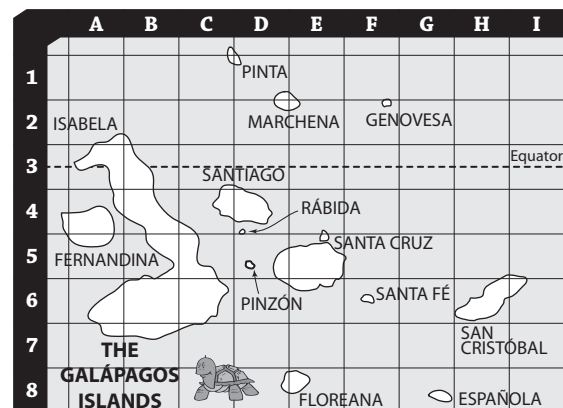 A B C D E F G H I
1
PINTA
2
ISABELA
MARCHENA
GENOVESA
3
Equator
SANTIAGO
4
RÁBIDA
SANTA CRUZ
5
FERNANDINA
6
PINZÓN
SANTA FÉ
SAN
CRISTÓBAL
7
THE
GALÁPAGOS
ISLANDS
8
FLOREANA
ESPAÑOLA